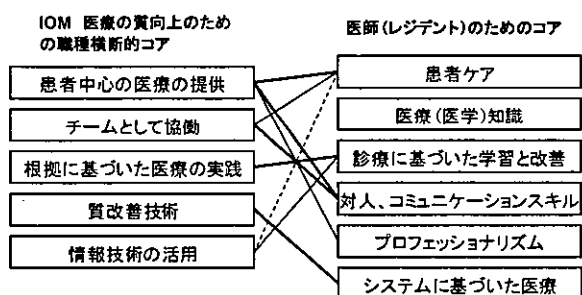 IOM 医療の質向上のため
の職種横断的コア
患者中心の医療の提供
チームとして協働
根拠に基づいた医療の実践
質改善技術
情報技術の活用
医師(レジデント)のためのコア
患者ケア
医療(医学)知識
診療に基づいた学習と改善
対人、コミュニケーションスキル
プロフェッショナリズム
システムに基づいた医療